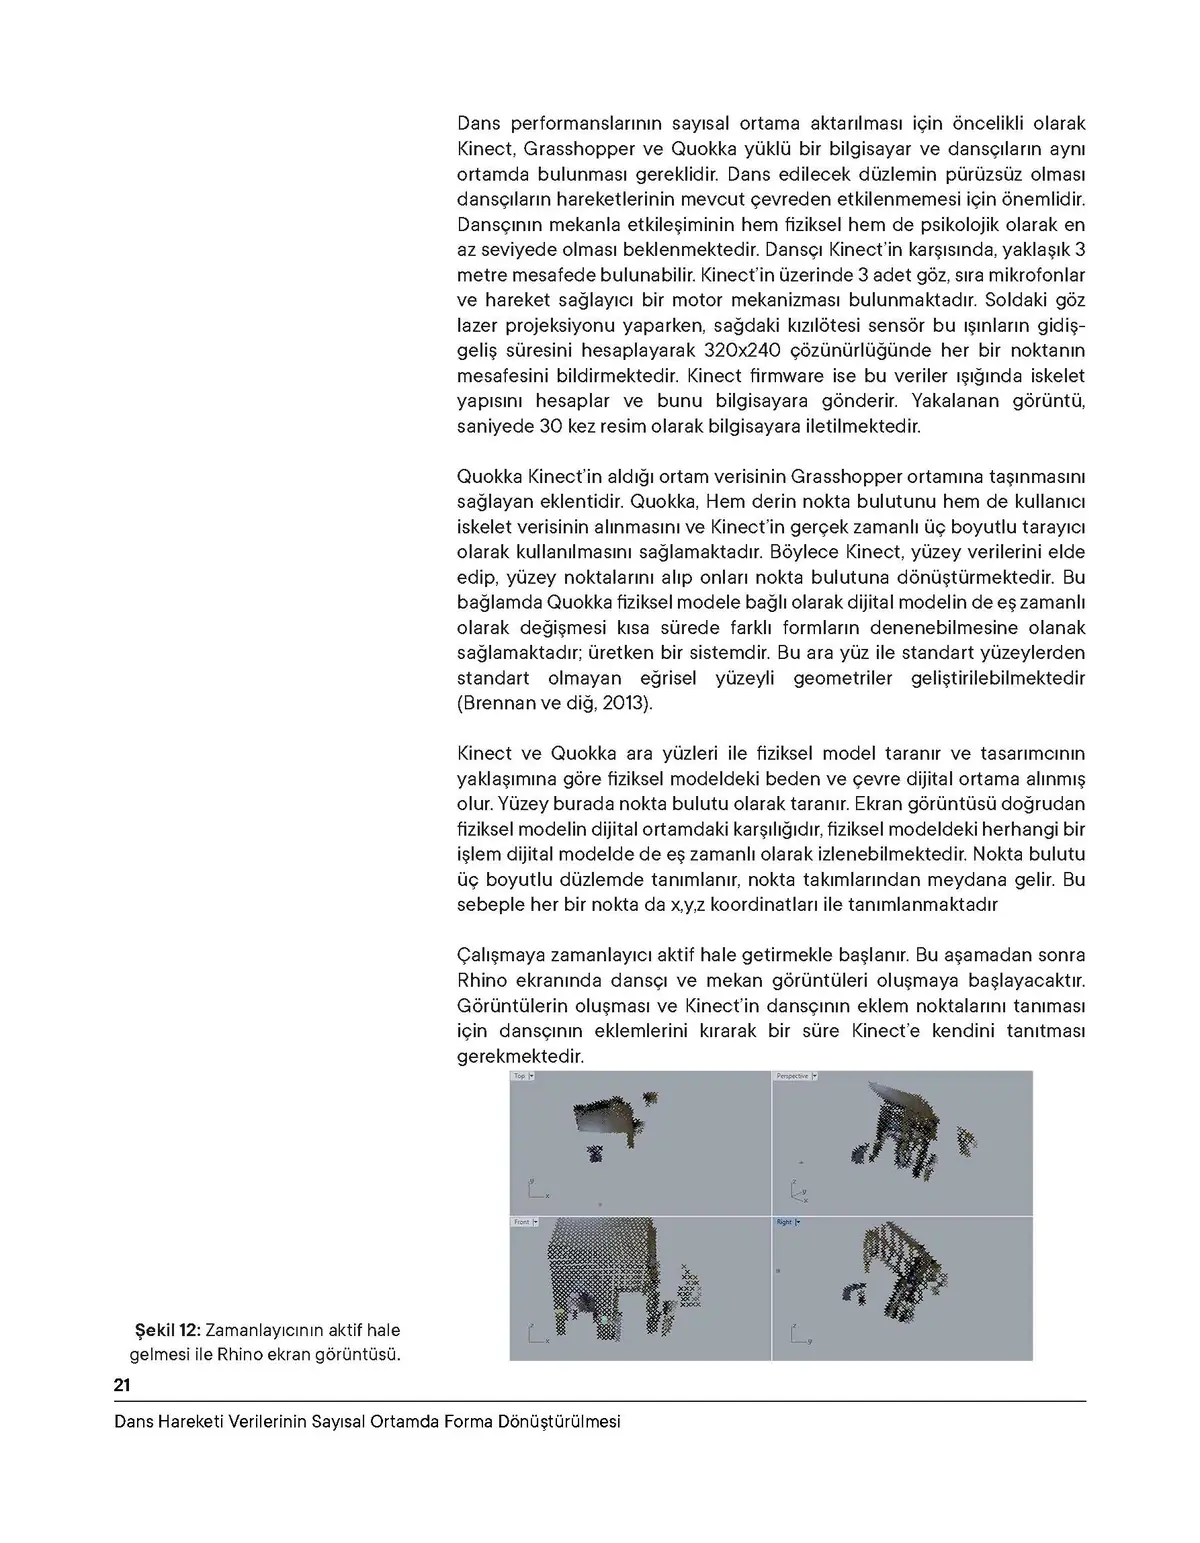 Dans performanslarının sayısal ortama aktarılması için öncelikli olarak
Kinect, Grasshopper ve Quokka yüklü bir bilgisayar ve dansçıların aynı
ortamda bulunması gereklidir. Dans edilecek düzlemin pürüzsüz olması
dansçıların hareketlerinin mevcut çevreden etkilenmemesi için önemlidir.
Dansçının mekanla etkileşiminin hem fiziksel hem de psikolojik olarak en
az seviyede olması beklenmektedir. Dansçı Kinect'in karşısında, yaklaşık 3
metre mesafede bulunabilir. Kinect'in üzerinde 3 adet göz, sıra mikrofonlar
ve hareket sağlayıcı bir motor mekanizması bulunmaktadır. Soldaki göz
lazer projeksiyonu yaparken, sağdaki kızılötesi sensör bu ışınların gidiş-
geliş süresini hesaplayarak 320x240 çözünürlüğünde her bir noktanın
mesafesini bildirmektedir. Kinect firmware ise bu veriler ışığında iskelet
yapısını hesaplar ve bunu bilgisayara gönderir. Yakalanan görüntü,
saniyede 30 kez resim olarak bilgisayara iletilmektedir.
Quokka Kinect'in aldığı ortam verisinin Grasshopper ortamına taşınmasını
sağlayan eklentidir. Quokka, Hem derin nokta bulutunu hem de kullanıcı
iskelet verisinin alınmasını ve Kinect'in gerçek zamanlı üç boyutlu tarayıcı
olarak kullanılmasını sağlamaktadır. Böylece Kinect, yüzey verilerini elde
edip, yüzey noktalarını alıp onları nokta bulutuna dönüştürmektedir. Bu
bağlamda Quokka fiziksel modele bağlı olarak dijital modelin de eş zamanlı
olarak değişmesi kısa sürede farklı formların denenebilmesine olanak
sağlamaktadır; üretken bir sistemdir. Bu ara yüz ile standart yüzeylerden
standart olmayan eğrisel yüzeyli geometriler geliştirilebilmektedir
(Brennan ve diğ, 2013).
Kinect ve Quokka ara yüzleri ile fiziksel model taranır ve tasarımcının
yaklaşımına göre fiziksel modeldeki beden ve çevre dijital ortama alınmış
olur. Yüzey burada nokta bulutu olarak taranır. Ekran görüntüsü doğrudan
fiziksel modelin dijital ortamdaki karşılığıdır, fiziksel modeldeki herhangi bir
işlem dijital modelde de eş zamanlı olarak izlenebilmektedir. Nokta bulutu
üç boyutlu düzlemde tanımlanır, nokta takımlarından meydana gelir. Bu
sebeple her bir nokta da x,y,z koordinatları ile tanımlanmaktadır
Çalışmaya zamanlayıcı aktif hale getirmekle başlanır. Bu aşamadan sonra
Rhino ekranında dansçı ve mekan görüntüleri oluşmaya başlayacaktır.
Görüntülerin oluşması ve Kinect'in dansçının eklem noktalarını tanıması
için dansçının eklemlerini kırarak bir süre Kinect'e kendini tanıtması
gerekmektedir.
Top
Perspective
y
x
z
y
x
Front
Right
z
x
z
y
Şekil 12: Zamanlayıcının aktif hale
gelmesi ile Rhino ekran görüntüsü.
21
Dans Hareketi Verilerinin Sayısal Ortamda Forma Dönüştürülmesi